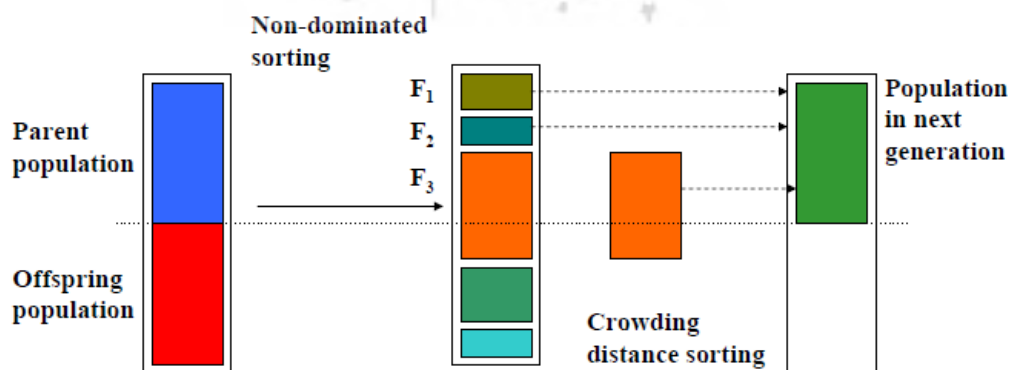 Non-dominated
sorting
F₁
F₂
F₃
Parent
population
Offspring
population
Crowding
distance sorting
Population
in next
generation